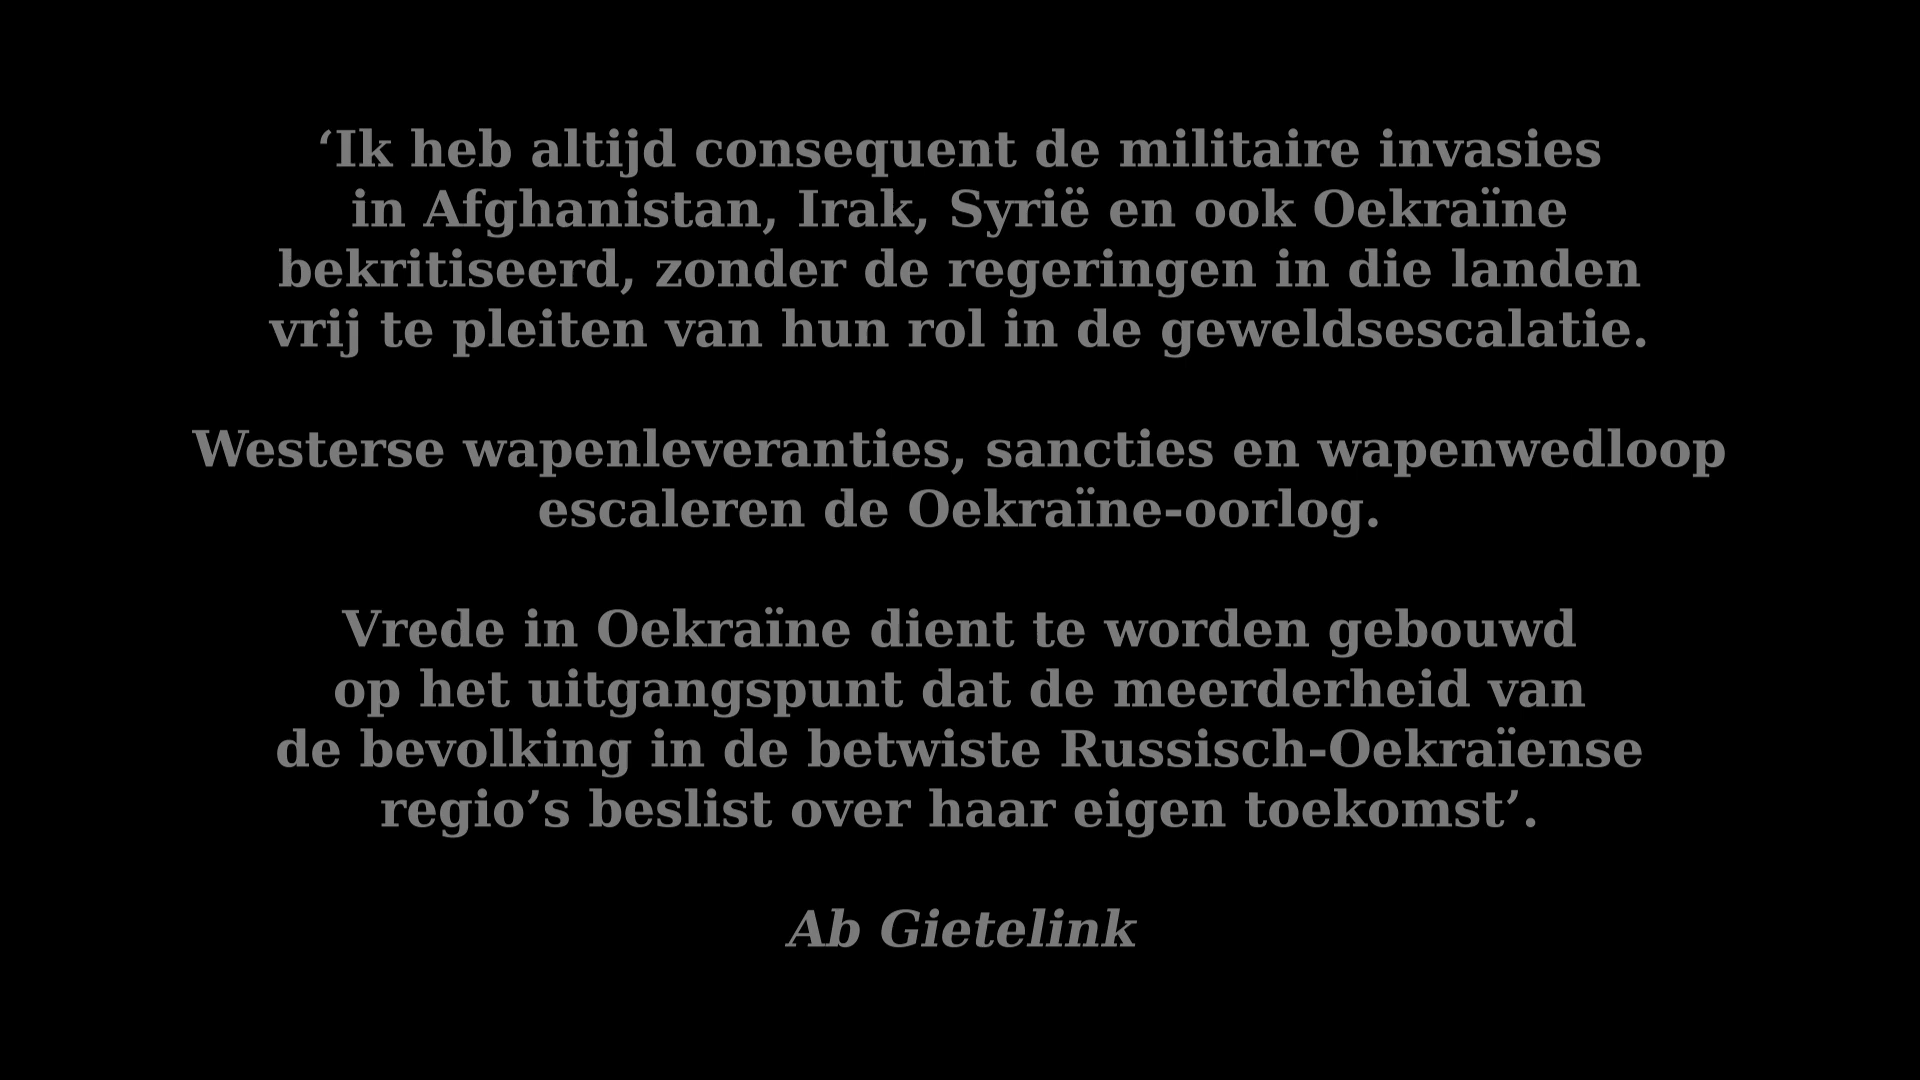 ‘Ik heb altijd consequent de militaire invasies
in Afghanistan, Irak, Syrië en ook Oekraïne
bekritiseerd, zonder de regeringen in die landen
vrij te pleiten van hun rol in de geweldsescalatie.
Westerse wapenleveranties, sancties en wapenwedloop
escaleren de Oekraïne-oorlog.
Vrede in Oekraïne dient te worden gebouwd
op het uitgangspunt dat de meerderheid van
de bevolking in de betwiste Russisch-Oekraïense
regio’s beslist over haar eigen toekomst’.
Ab Gietelink